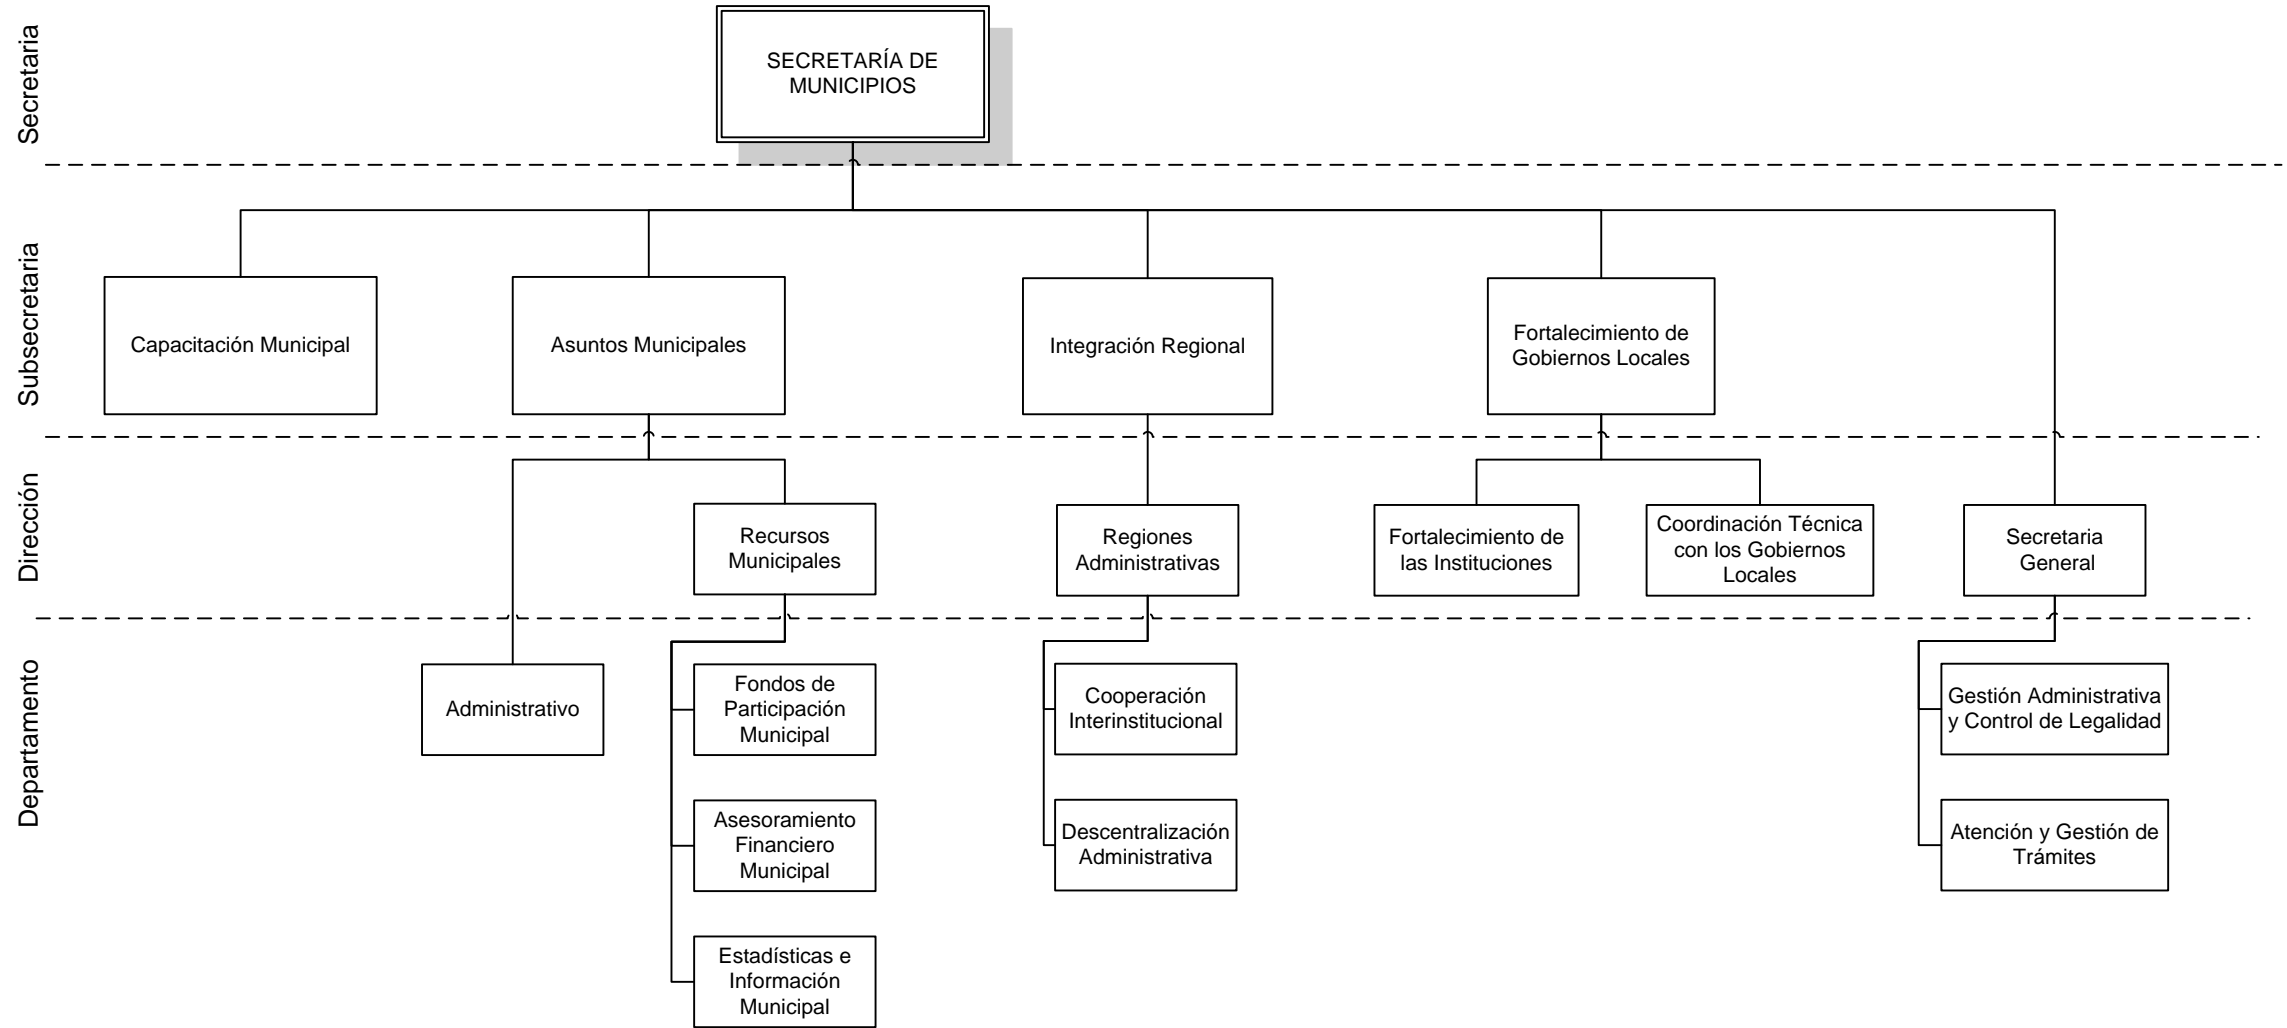 Secretaria
SECRETARÍA DE
MUNICIPIOS
Subsecretaria
Capacitación Municipal
Asuntos Municipales
Integración Regional
Fortalecimiento de
Gobiernos Locales
Dirección
Recursos
Municipales
Regiones
Administrativas
Fortalecimiento de
las Instituciones
Coordinación Técnica
con los Gobiernos
Locales
Secretaria
General
Departamento
Administrativo
Fondos de
Participación
Municipal
Cooperación
Interinstitucional
Gestión Administrativa
y Control de Legalidad
Asesoramiento
Financiero
Municipal
Descentralización
Administrativa
Atención y Gestión de
Trámites
Estadísticas e
Información
Municipal